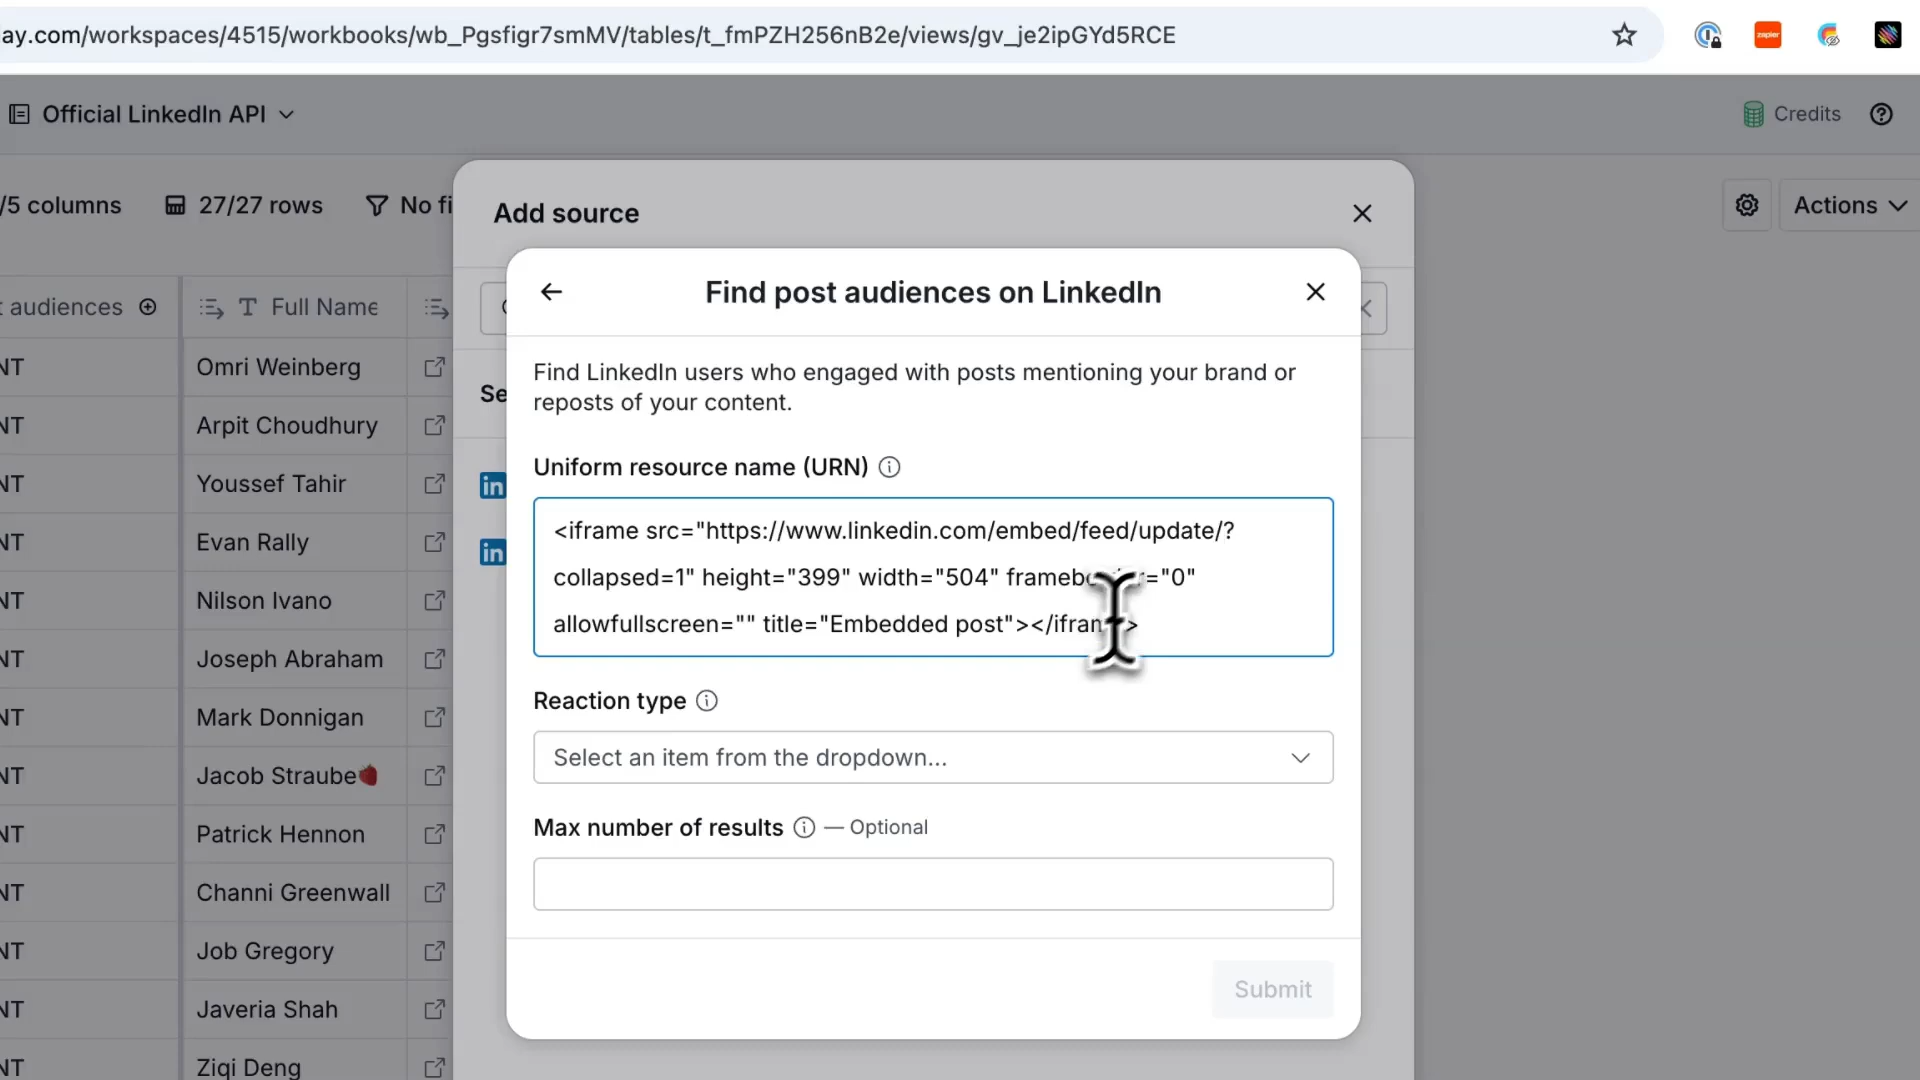 ay.com/workspaces/4515/workbooks/wb_Pgsfigr7smMV/tables/t_fmPZH256nB2e/views/gv_je2ipGYd5RCE
zapier
Official LinkedIn API
Credits
/5 columns
27/27 rows
No fi
Add source
Actions
t audiences
Full Name
Find post audiences on LinkedIn
Find LinkedIn users who engaged with posts mentioning your brand or
reposts of your content.
Se
Uniform resource name (URN)
<iframe src="https://www.linkedin.com/embed/feed/update/?
collapsed=1" height="399" width="504" "0"
allowfullscreen="" title="Embedded post">
Reaction type
Select an item from the dropdown...
Max number of results — Optional
Submit
in
in
NT Omri Weinberg
NT Arpit Choudhury
NT Youssef Tahir
NT Evan Rally
NT Nilson Ivano
NT Joseph Abraham
NT Mark Donnigan
NT Jacob Straube🍓
NT Patrick Hennon
NT Channi Greenwall
NT Job Gregory
NT Javeria Shah
NT Ziqi Deng